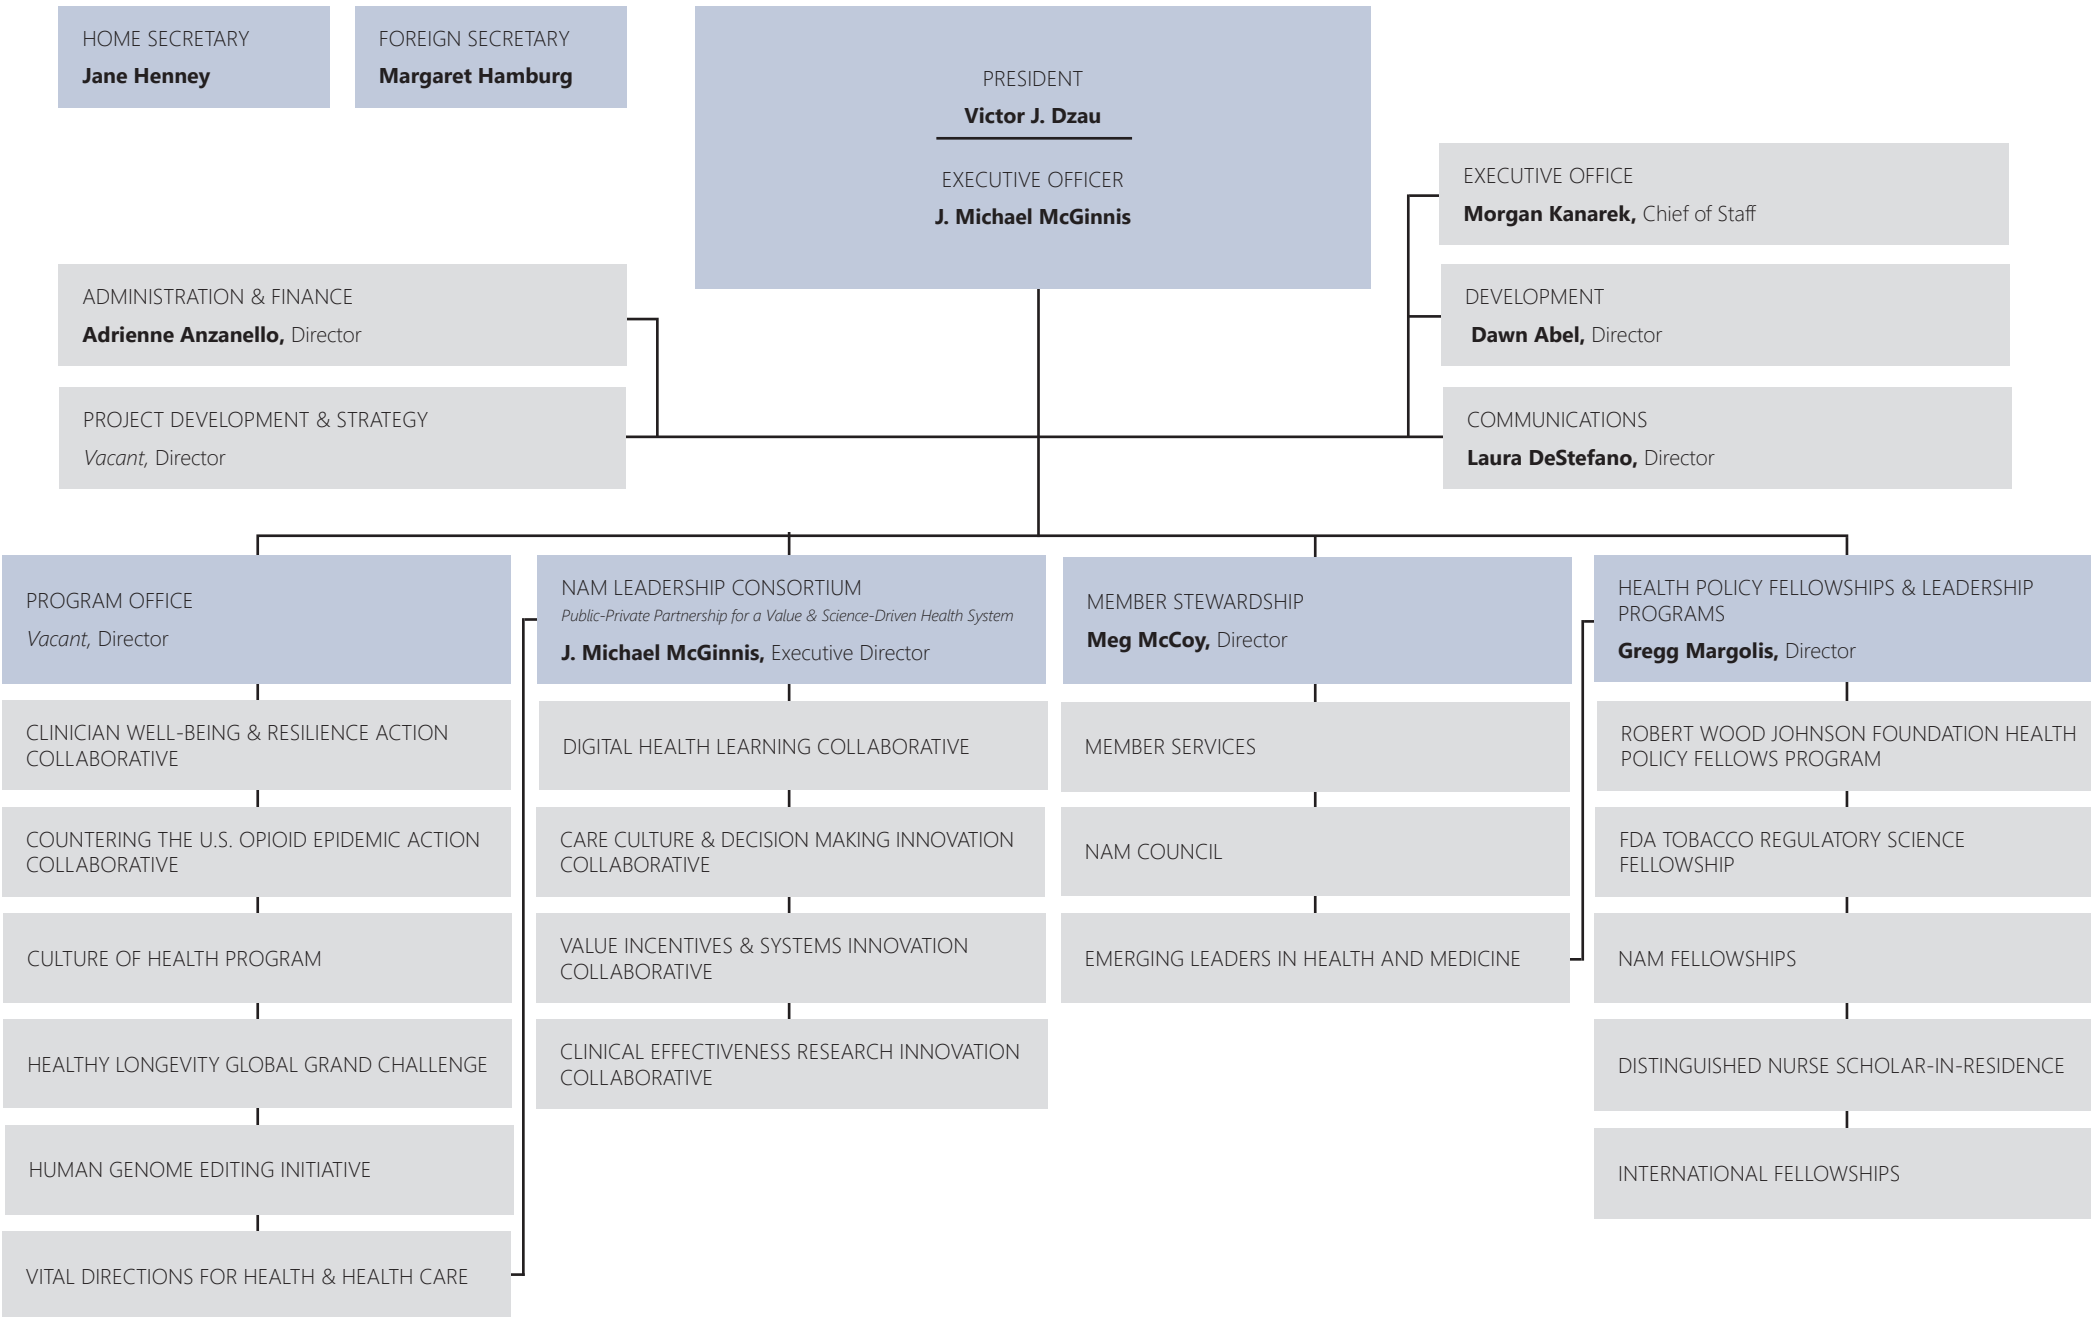 HOME SECRETARY
Jane Henney
FOREIGN SECRETARY
Margaret Hamburg
PRESIDENT
Victor J. Dzau
EXECUTIVE OFFICER
J. Michael McGinnis
EXECUTIVE OFFICE
Morgan Kanarek, Chief of Staff
ADMINISTRATION & FINANCE
Adrienne Anzanello, Director
DEVELOPMENT
Dawn Abel, Director
PROJECT DEVELOPMENT & STRATEGY
Vacant, Director
COMMUNICATIONS
Laura DeStefano, Director
PROGRAM OFFICE
Vacant, Director
CLINICIAN WELL-BEING & RESILIENCE ACTION
COLLABORATIVE
COUNTERING THE U.S. OPIOID EPIDEMIC ACTION
COLLABORATIVE
CULTURE OF HEALTH PROGRAM
HEALTHY LONGEVITY GLOBAL GRAND CHALLENGE
HUMAN GENOME EDITING INITIATIVE
VITAL DIRECTIONS FOR HEALTH & HEALTH CARE
NAM LEADERSHIP CONSORTIUM
Public-Private Partnership for a Value & Science-Driven Health System
J. Michael McGinnis, Executive Director
DIGITAL HEALTH LEARNING COLLABORATIVE
CARE CULTURE & DECISION MAKING INNOVATION
COLLABORATIVE
VALUE INCENTIVES & SYSTEMS INNOVATION
COLLABORATIVE
CLINICAL EFFECTIVENESS RESEARCH INNOVATION
COLLABORATIVE
MEMBER STEWARDSHIP
Meg McCoy, Director
MEMBER SERVICES
NAM COUNCIL
EMERGING LEADERS IN HEALTH AND MEDICINE
HEALTH POLICY FELLOWSHIPS & LEADERSHIP
PROGRAMS
Gregg Margolis, Director
ROBERT WOOD JOHNSON FOUNDATION HEALTH
POLICY FELLOWS PROGRAM
FDA TOBACCO REGULATORY SCIENCE
FELLOWSHIP
NAM FELLOWSHIPS
DISTINGUISHED NURSE SCHOLAR-IN-RESIDENCE
INTERNATIONAL FELLOWSHIPS